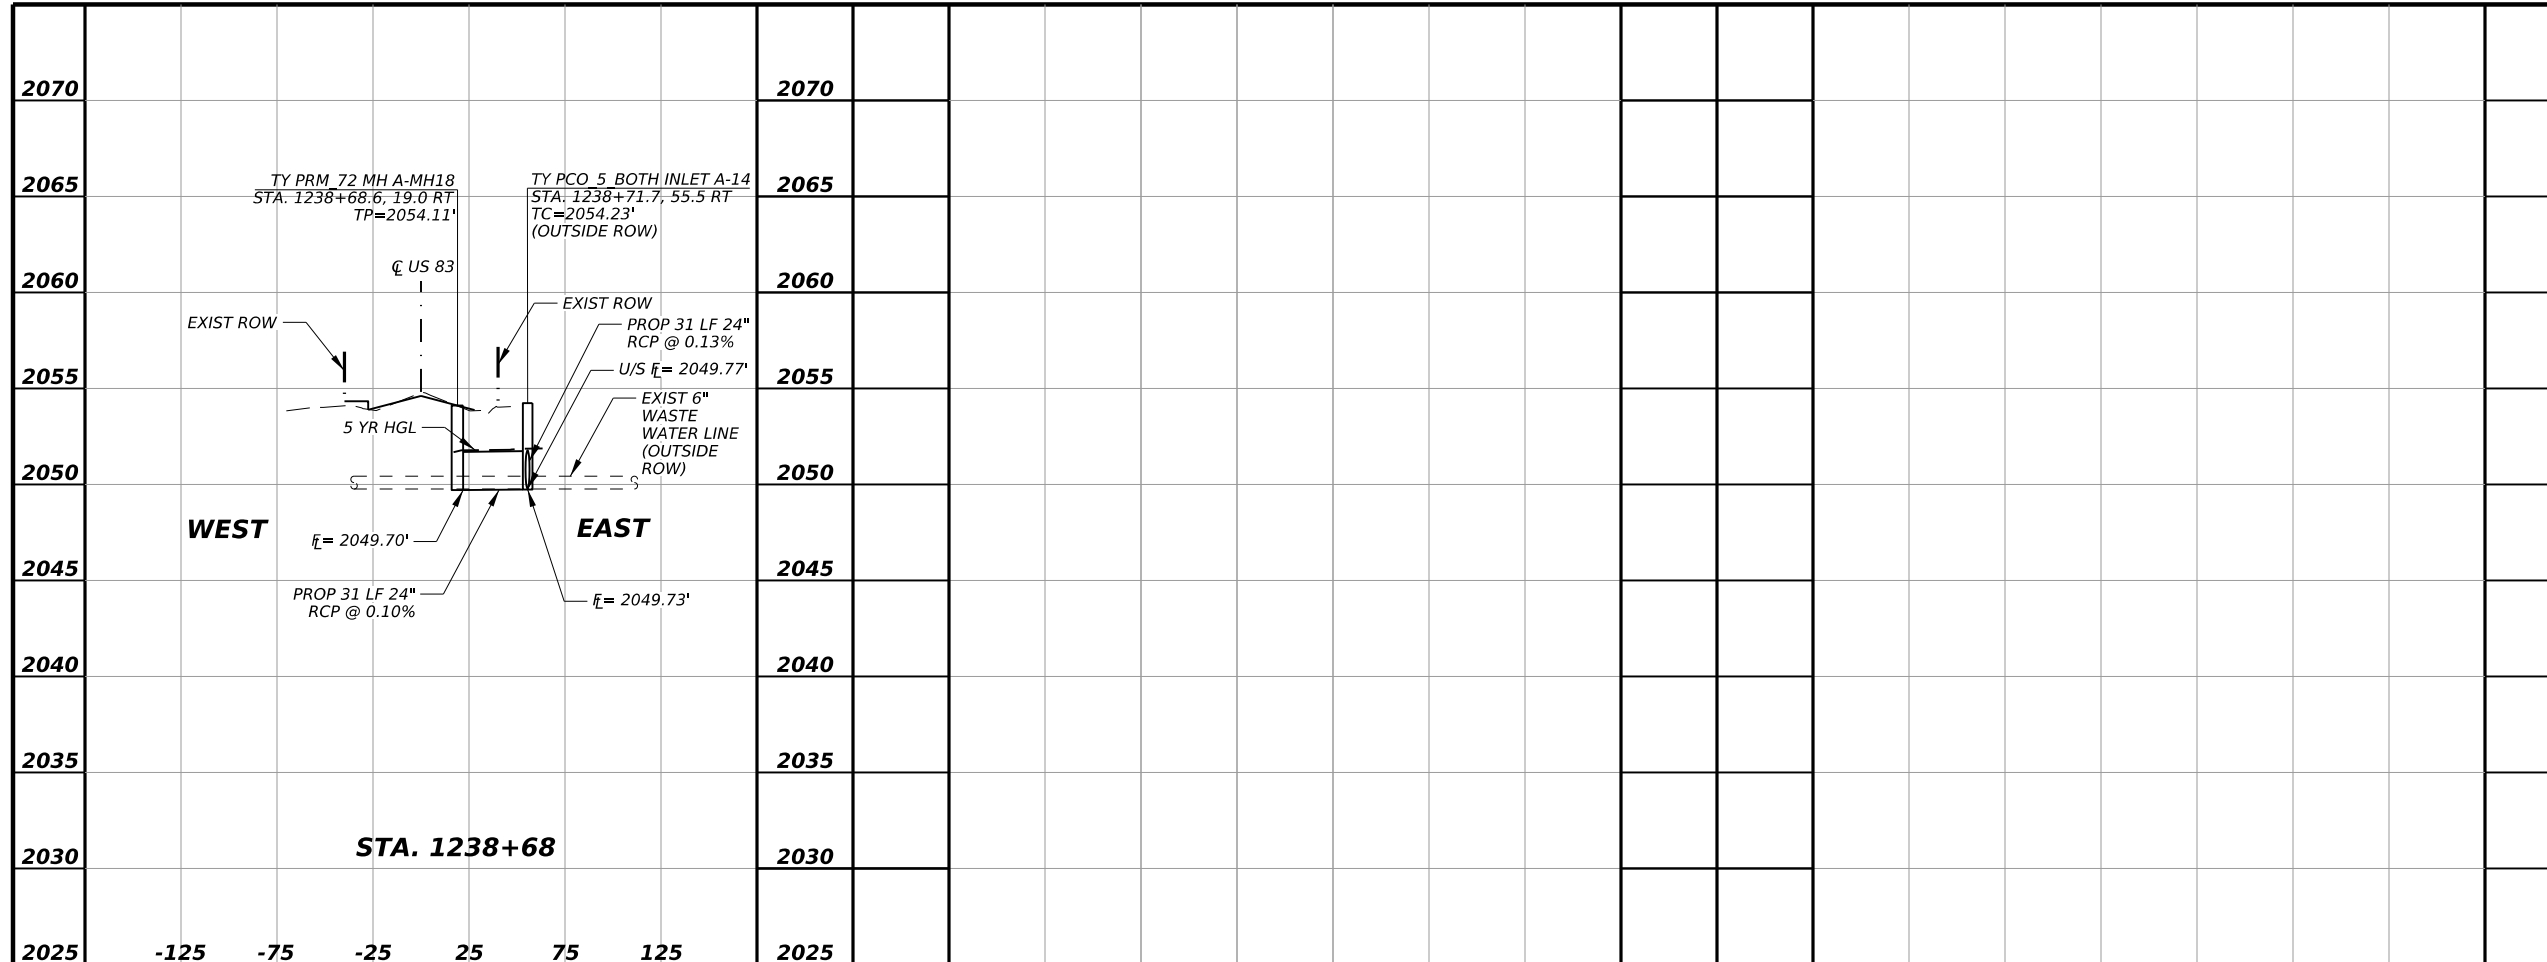 2070
2070
2065
2065
TY PRM_72 MH A-MH18
STA. 1238+68.6, 19.0 RT
TP=2054.11'
TY PCO_5_BOTH INLET A-14
STA. 1238+71.7, 55.5 RT
TC=2054.23'
(OUTSIDE ROW)
℄ US 83
2060
2060
EXIST ROW
EXIST ROW
PROP 31 LF 24"
RCP @ 0.13%
U/S FL= 2049.77'
2055
2055
EXIST 6"
WASTE
WATER LINE
(OUTSIDE
ROW)
5 YR HGL
2050
2050
S
S
WEST
EAST
FL= 2049.70'
2045
2045
PROP 31 LF 24"
RCP @ 0.10%
FL= 2049.73'
2040
2040
2035
2035
STA. 1238+68
2030
2030
2025
-125 -75 -25 25 75 125
2025